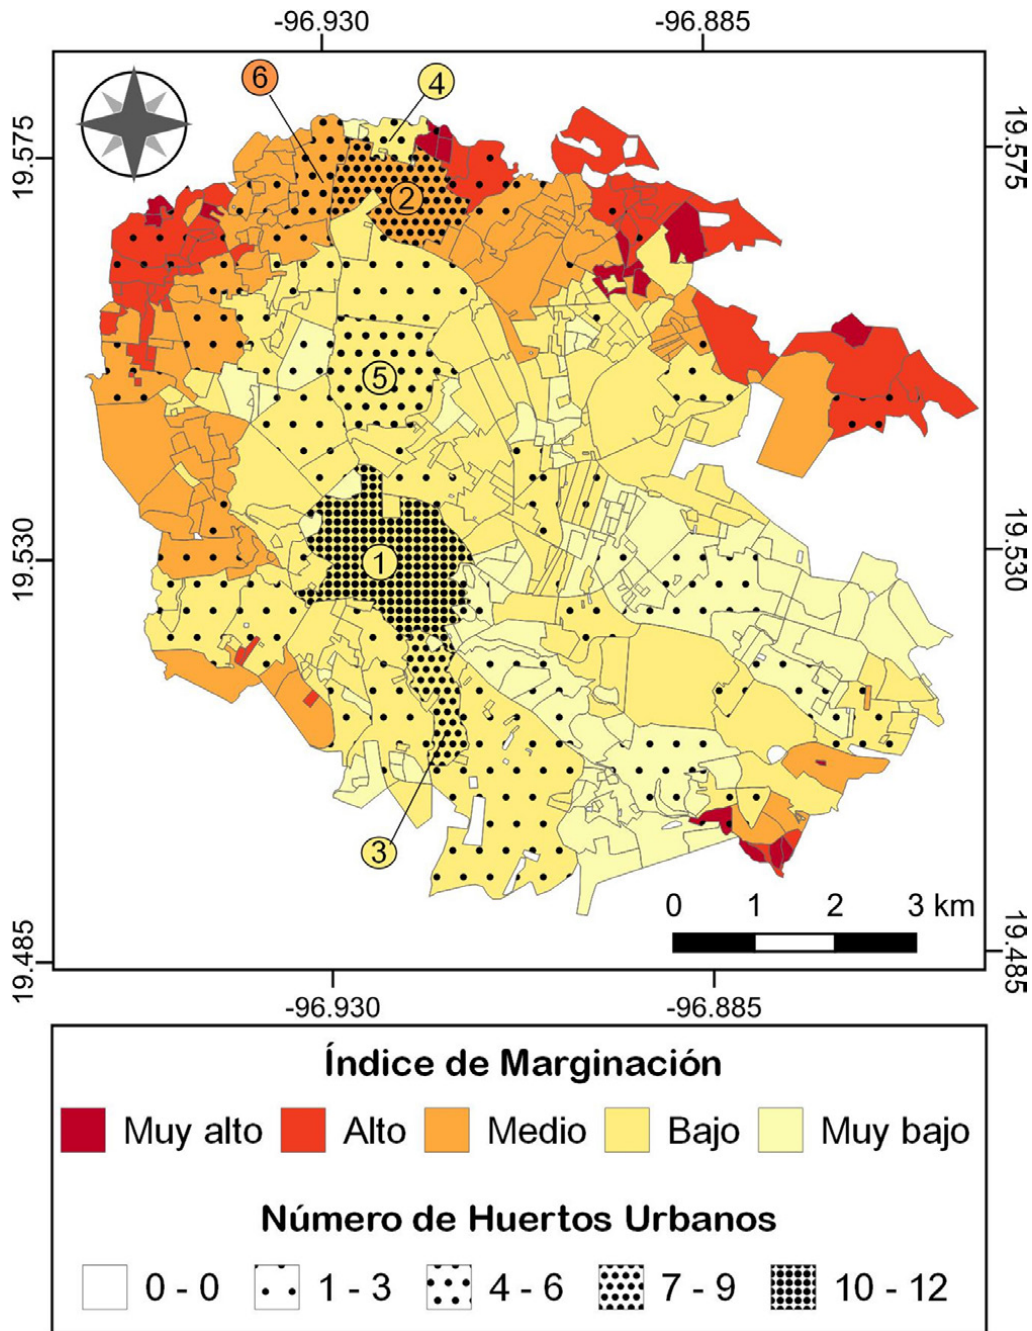 -96.930 -96.885
6 4
19.575 19.575
2
5
1
19.530 19.530
3
0 1 2 3 km
19.485 19.485
-96.930 -96.885
Índice de Marginación
Muy alto Alto Medio Bajo Muy bajo
Número de Huertos Urbanos
0 - 0 1 - 3 4 - 6 7 - 9 10 - 12